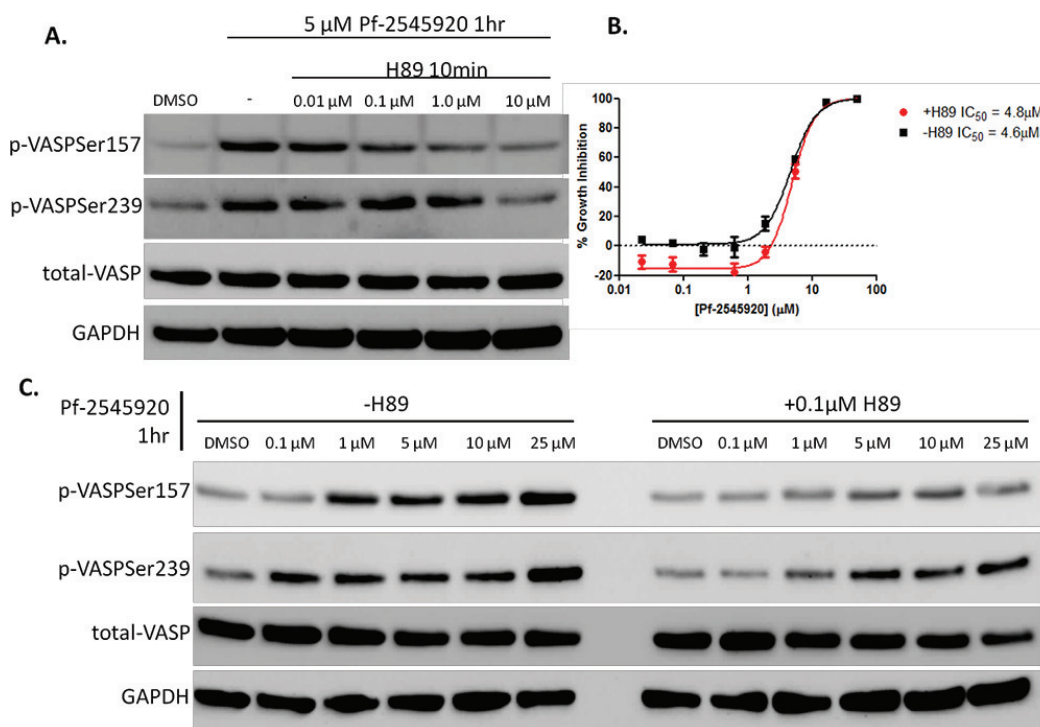 A.
5 µM Pf-2545920 1hr
H89 10min
DMSO - 0.01 µM 0.1 µM 1.0 µM 10 µM
p-VASPSer157
p-VASPSer239
total-VASP
GAPDH
B.
% Growth Inhibition
100
80
60
40
20
0
-20
0.01 0.1 1 10 100
[Pf-2545920] (µM)
+H89 IC50 = 4.8µM
-H89 IC50 = 4.6µM
C.
Pf-2545920
1hr
-H89 +0.1µM H89
DMSO 0.1 µM 1 µM 5 µM 10 µM 25 µM DMSO 0.1 µM 1 µM 5 µM 10 µM 25 µM
p-VASPSer157
p-VASPSer239
total-VASP
GAPDH